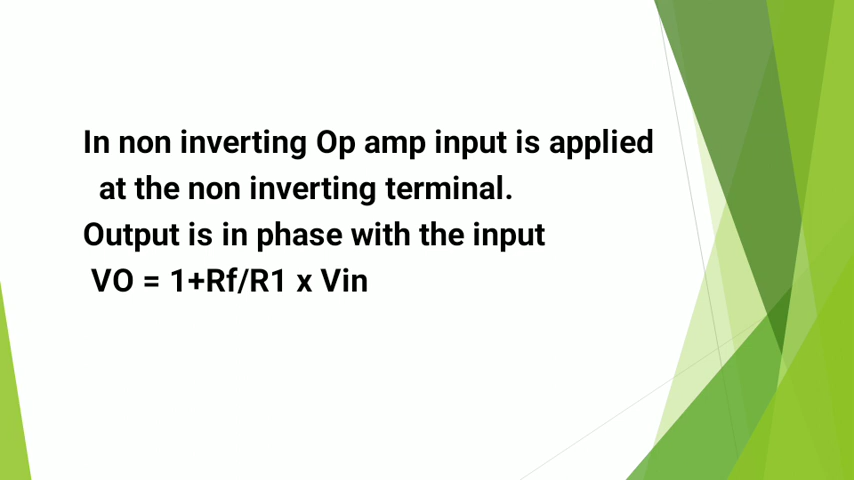 In non inverting Op amp input is applied
at the non inverting terminal.
Output is in phase with the input
VO = 1+Rf/R1 x Vin